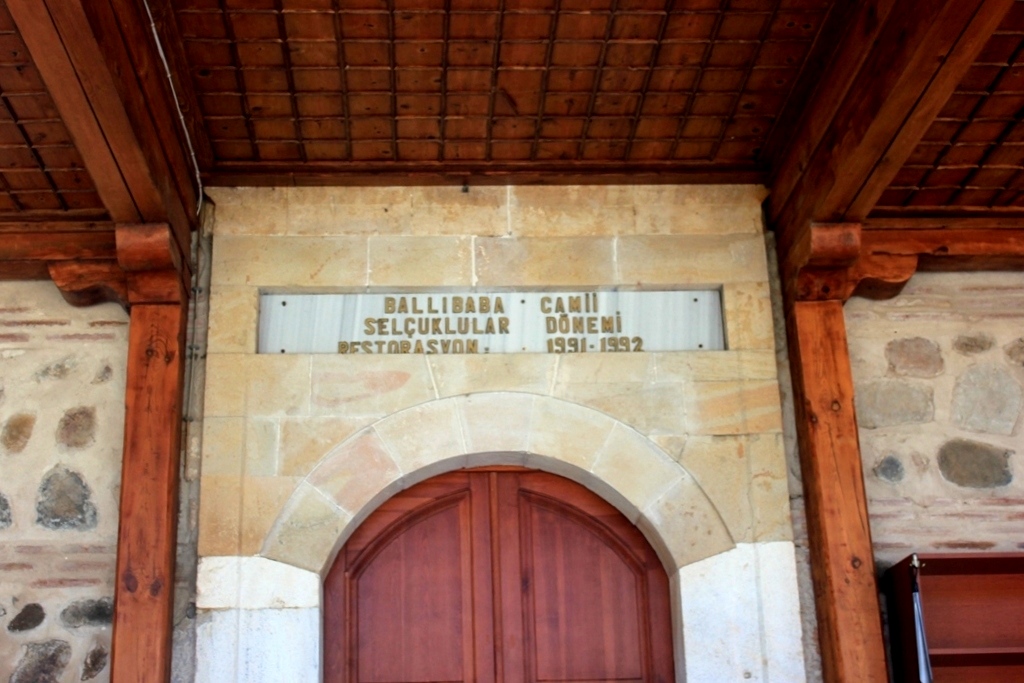 BALLIBABA CAMİİ
SELÇUKLULAR DÖNEMİ
RESTORASYON. 1991-1992